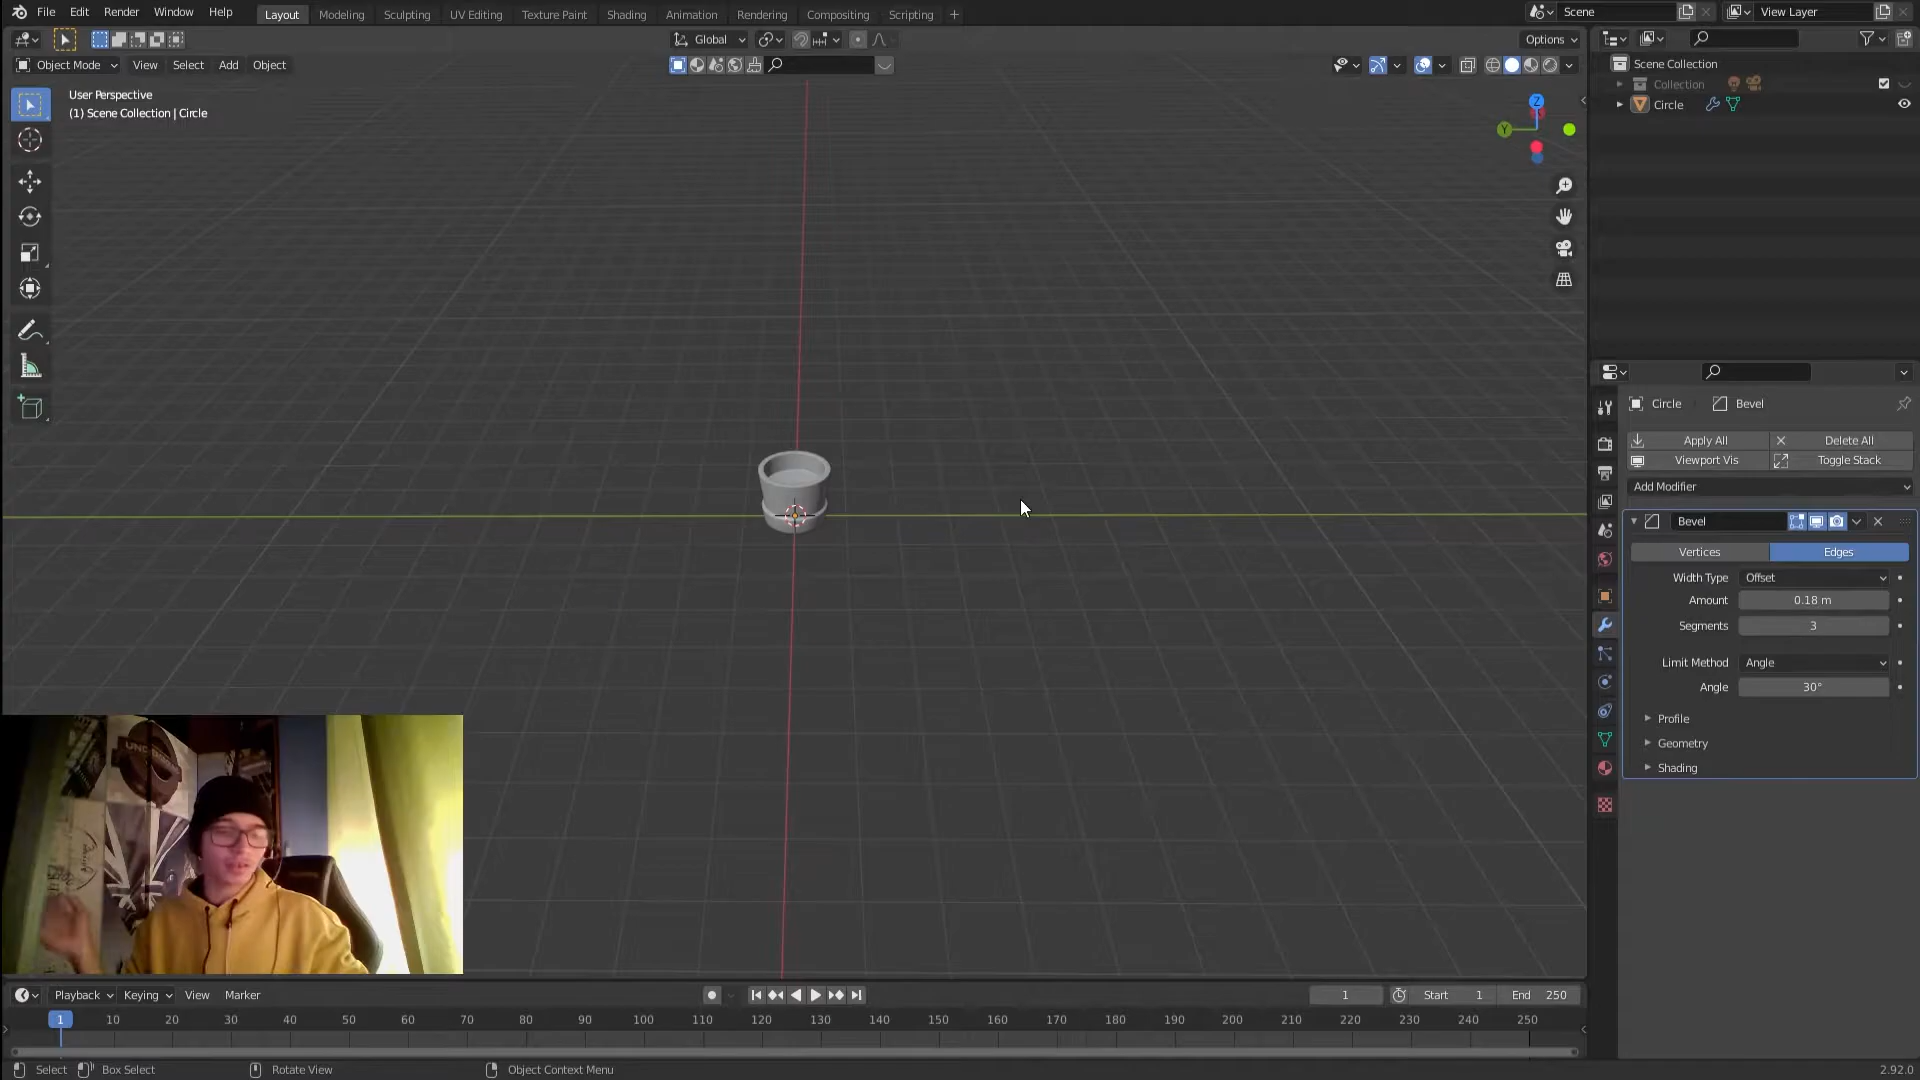 File Edit Render Window Help Layout Modeling Sculpting UV Editing Texture Paint Shading Animation Rendering Compositing Scripting + Scene View Layer
Global Options
Object Mode View Select Add Object
User Perspective
(1) Scene Collection | Circle
Z
Y
Scene Collection
Collection
Circle
Circle Bevel
Apply All Delete All
Viewport Vis Toggle Stack
Add Modifier
Bevel
Vertices Edges
Width Type Offset
Amount 0.18 m
Segments 3
Limit Method Angle
Angle 30°
Profile
Geometry
Shading
Playback Keying View Marker 1 Start 1 End 250
1 10 20 30 40 50 60 70 80 90 100 110 120 130 140 150 160 170 180 190 200 210 220 230 240 250
Select Box Select Rotate View Object Context Menu 2.92.0